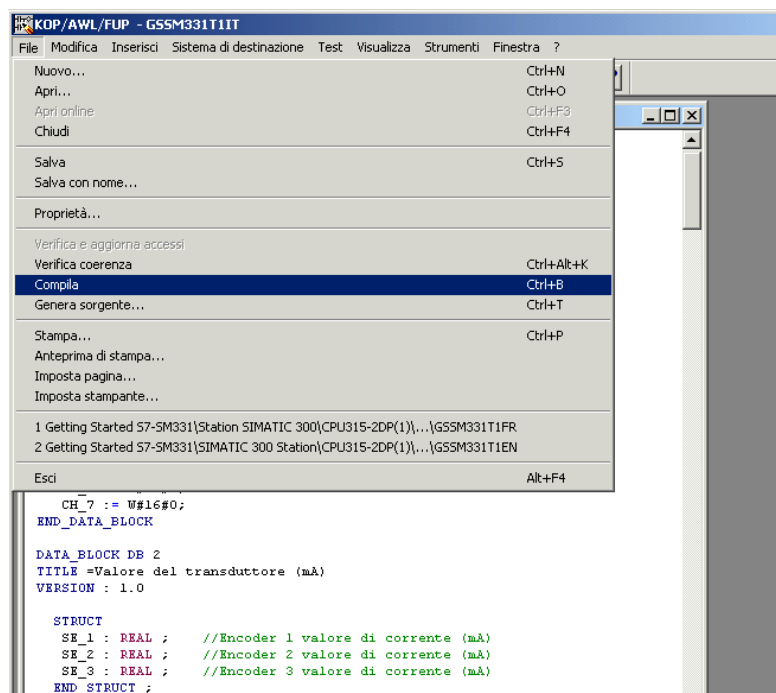 KOP/AWL/FUP - GSSM331T1IT
File Modifica Inserisci Sistema di destinazione Test Visualizza Strumenti Finestra ?
Nuovo... Ctrl+N
Apri... Ctrl+O
Apri online Ctrl+F3
Chiudi Ctrl+F4
Salva Ctrl+S
Salva con nome...
Proprietà...
Verifica e aggiorna accessi
Verifica coerenza Ctrl+Alt+K
Compila Ctrl+B
Genera sorgente... Ctrl+T
Stampa... Ctrl+P
Anteprima di stampa...
Imposta pagina...
Imposta stampante...
1 Getting Started S7-SM331\Station SIMATIC 300\CPU315-2DP(1)\...\GSSM331T1FR
2 Getting Started S7-SM331\SIMATIC 300 Station\CPU315-2DP(1)\...\GSSM331T1EN
Esci Alt+F4
CH_7 := W#16#0;
END_DATA_BLOCK
DATA_BLOCK DB 2
TITLE =Valore del transduttore (mA)
VERSION : 1.0
STRUCT
SE_1 : REAL ; //Encoder 1 valore di corrente (mA)
SE_2 : REAL ; //Encoder 2 valore di corrente (mA)
SE_3 : REAL ; //Encoder 3 valore di corrente (mA)
END_STRUCT ;